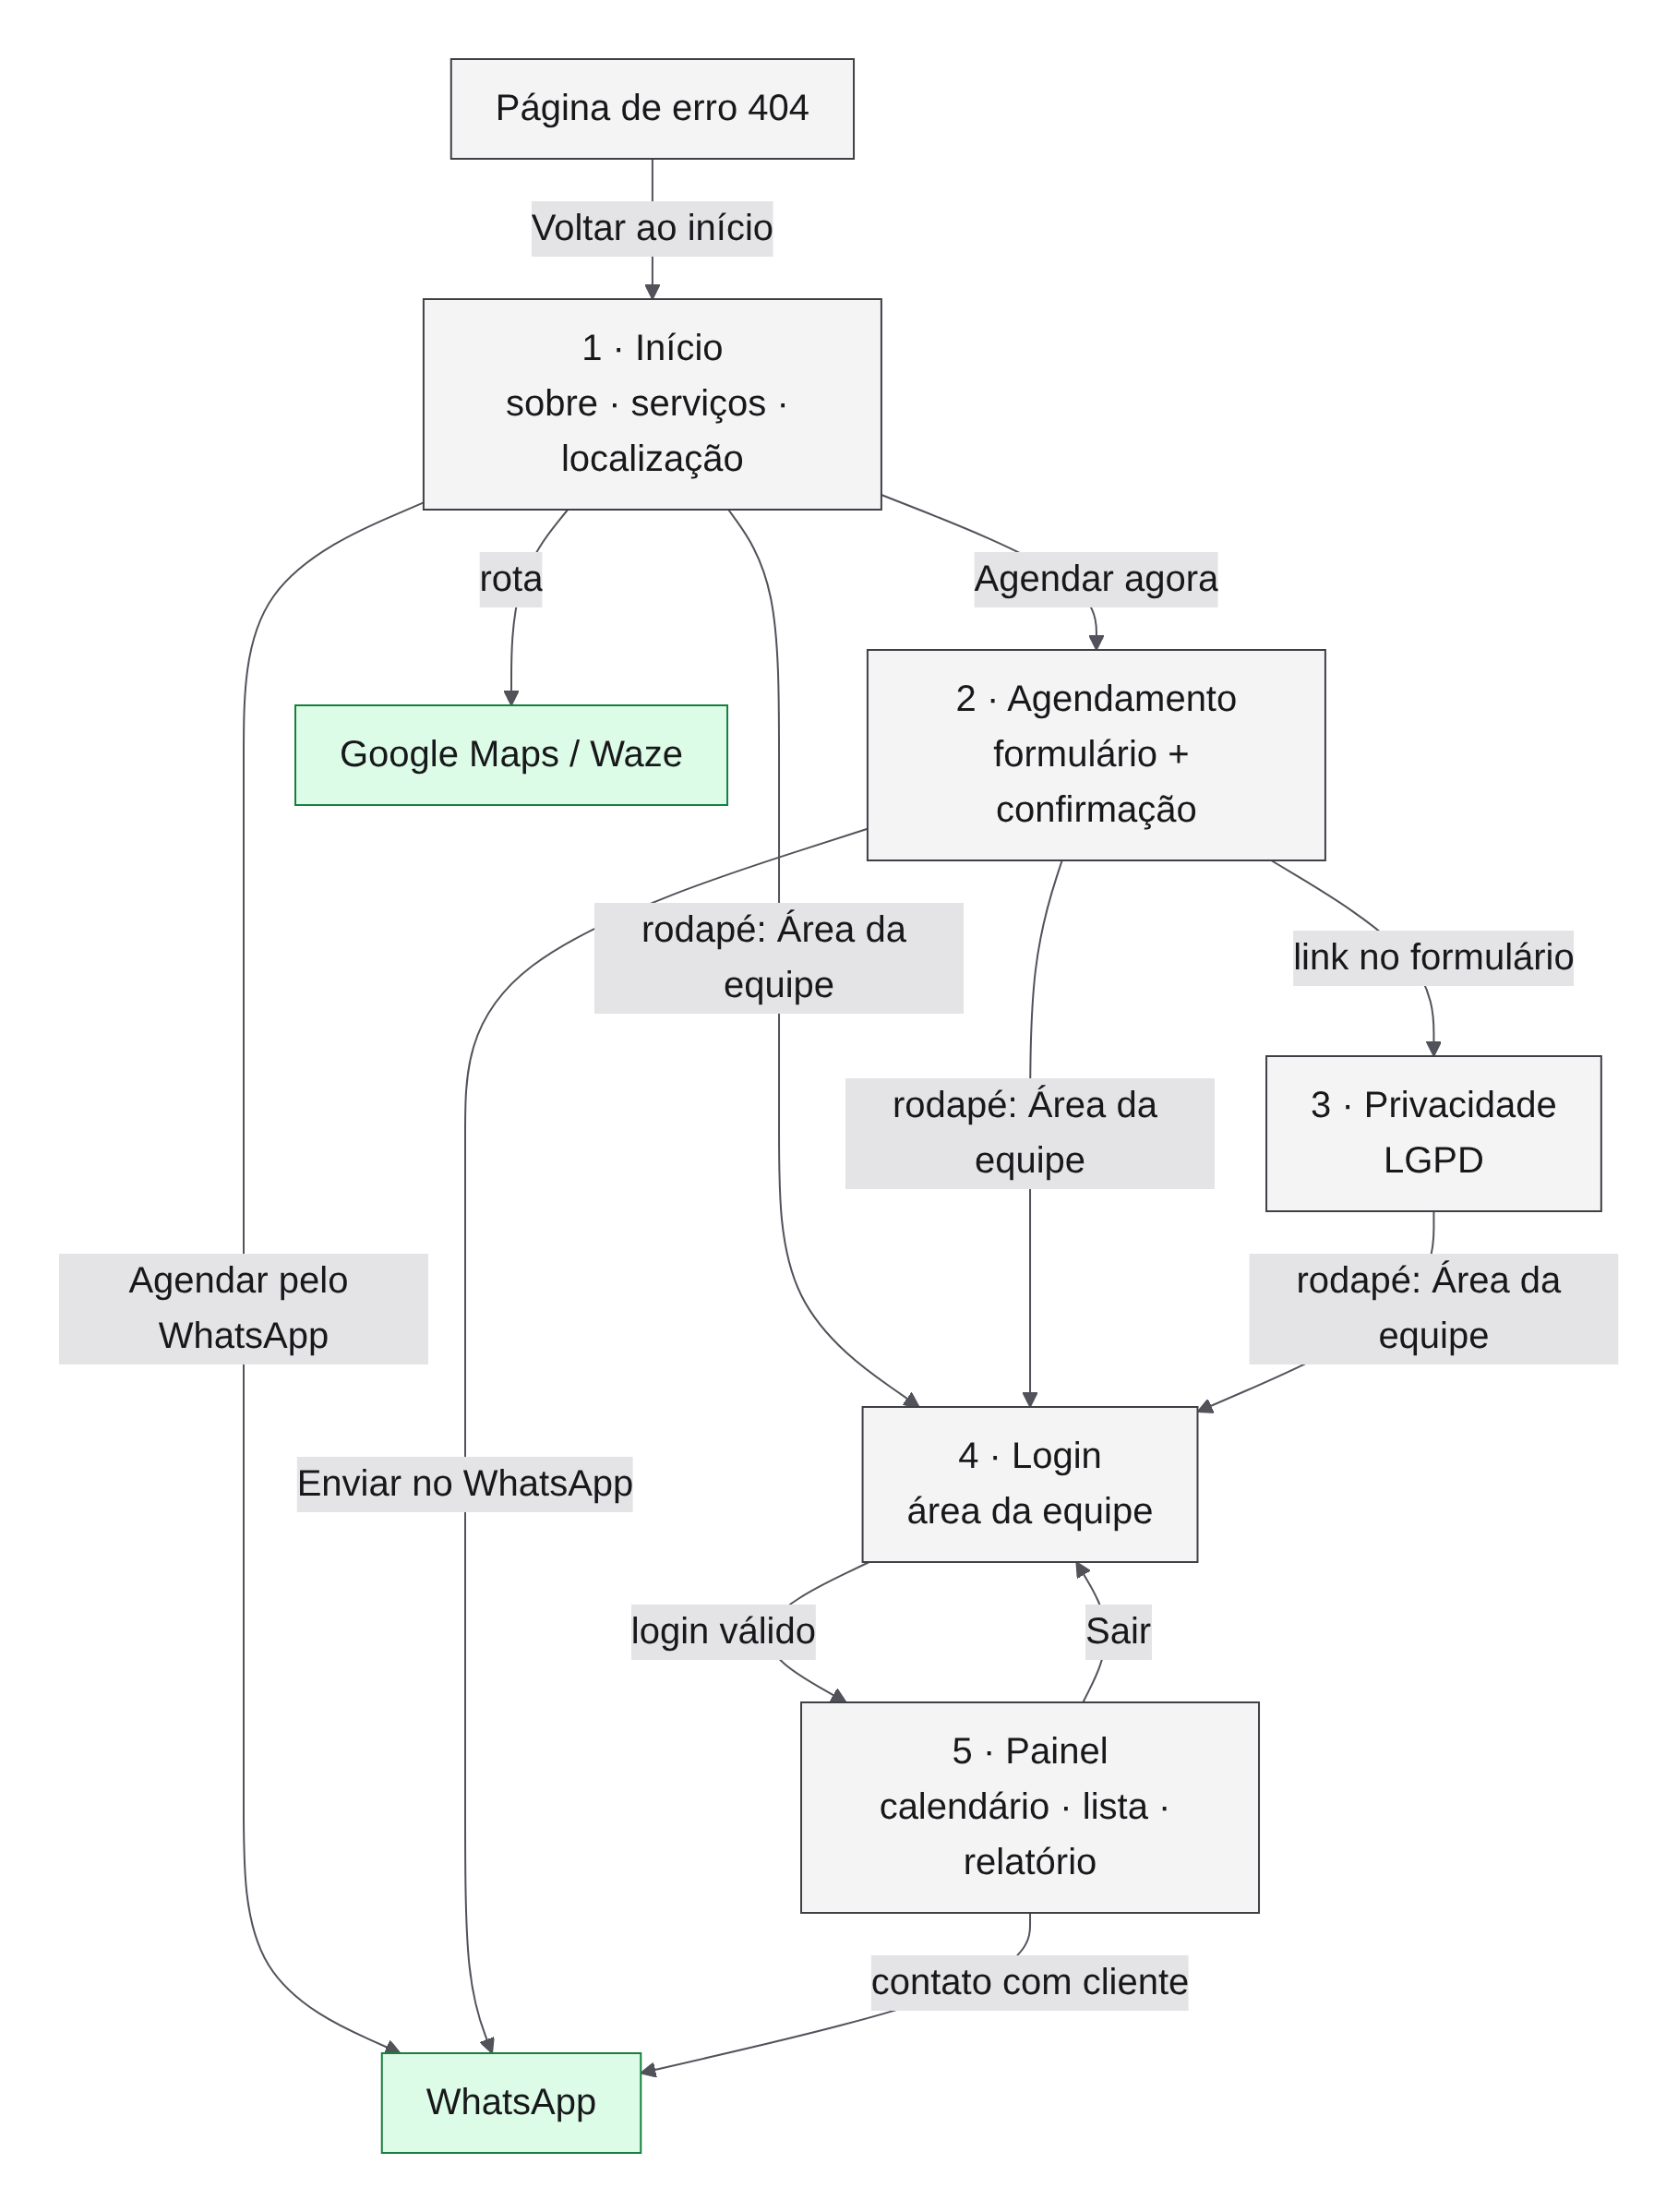 Página de erro 404
Voltar ao início
1 · Início
sobre · serviços ·
localização
rota
Agendar agora
Google Maps / Waze
2 · Agendamento
formulário +
confirmação
rodapé: Área da
equipe
link no formulário
rodapé: Área da
equipe
3 · Privacidade
LGPD
Agendar pelo
WhatsApp
rodapé: Área da
equipe
Enviar no WhatsApp
4 · Login
área da equipe
login válido
Sair
5 · Painel
calendário · lista ·
relatório
contato com cliente
WhatsApp